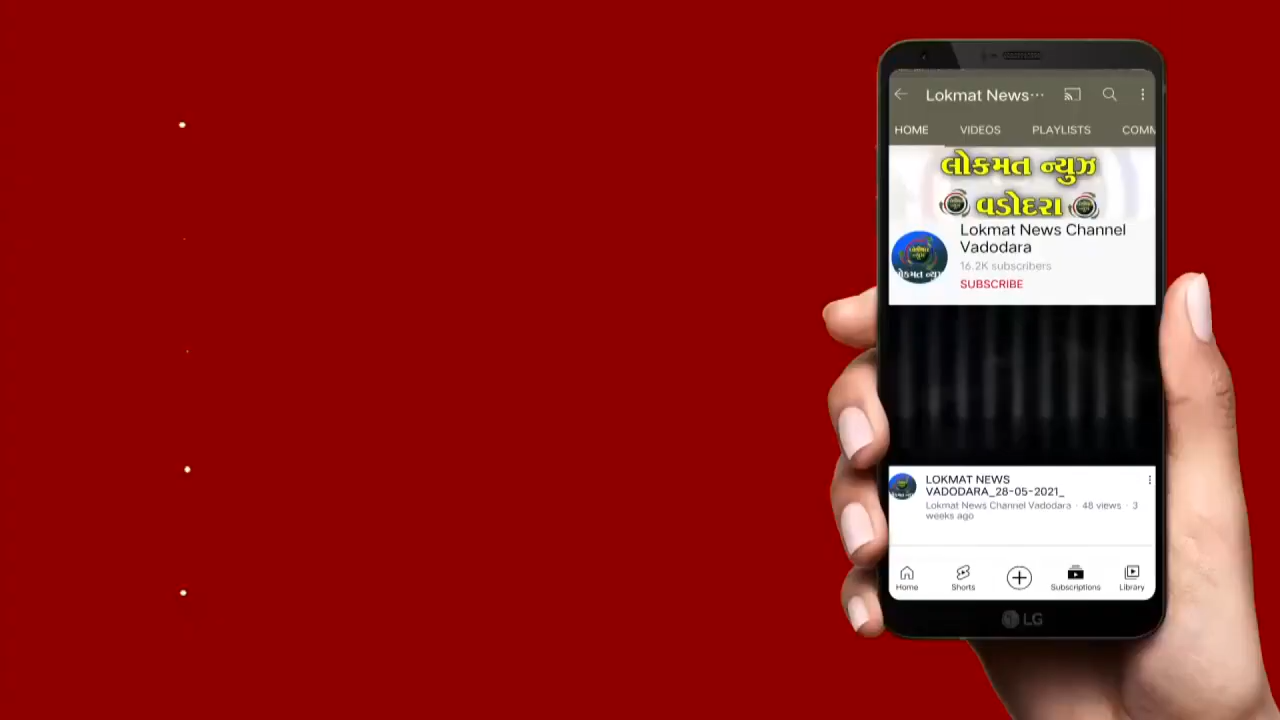 Lokmat News...
HOME VIDEOS PLAYLISTS COMM
લોકમત ન્યુઝ
વડોદરા
Lokmat News Channel
Vadodara
16.2K subscribers
SUBSCRIBE
LOKMAT NEWS
VADODARA_28-05-2021_
Lokmat News Channel Vadodara · 48 views · 3
weeks ago
Home Shorts Subscriptions Library
LG